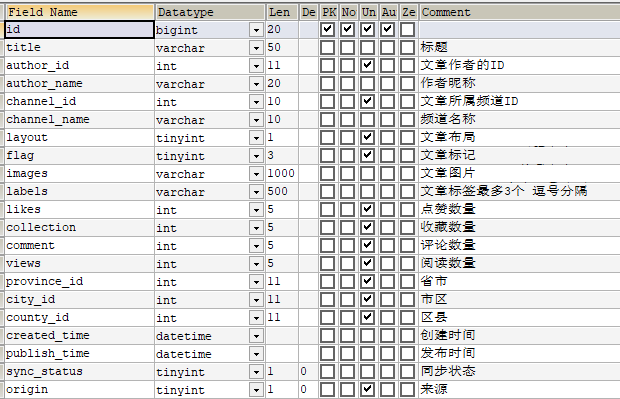 Field Name Datatype Len De PK No Un Au Ze Comment
id bigint 20
title varchar 50 标题
author_id int 11 文章作者的ID
author_name varchar 20 作者昵称
channel_id int 10 文章所属频道ID
channel_name varchar 10 频道名称
layout tinyint 1 文章布局
flag tinyint 3 文章标记
images varchar 1000 文章图片
labels varchar 500 文章标签最多3个 逗号分隔
likes int 5 点赞数量
collection int 5 收藏数量
comment int 5 评论数量
views int 5 阅读数量
province_id int 11 省市
city_id int 11 市区
county_id int 11 区县
created_time datetime 创建时间
publish_time datetime 发布时间
sync_status tinyint 1 0 同步状态
origin tinyint 1 0 来源